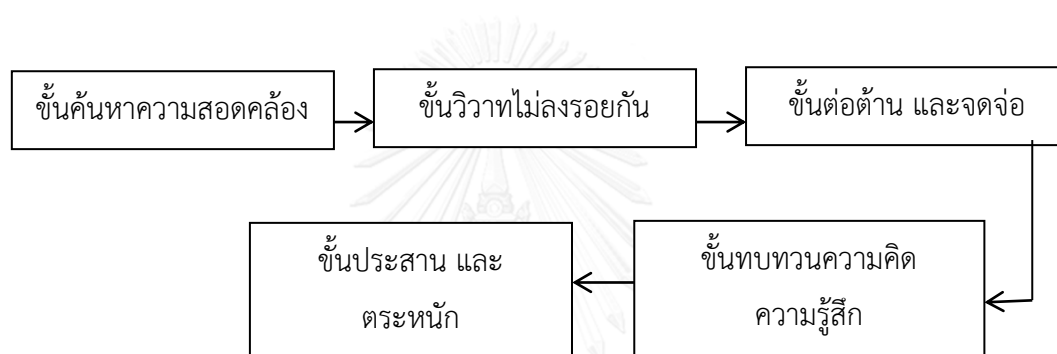 ขั้นค้นหาความสอดคล้อง
ขั้นวิวาทไม่ลงรอยกัน
ขั้นต่อต้าน และจดจ่อ
ขั้นทบทวนความคิด
ความรู้สึก
ขั้นประสาน และ
ตระหนัก